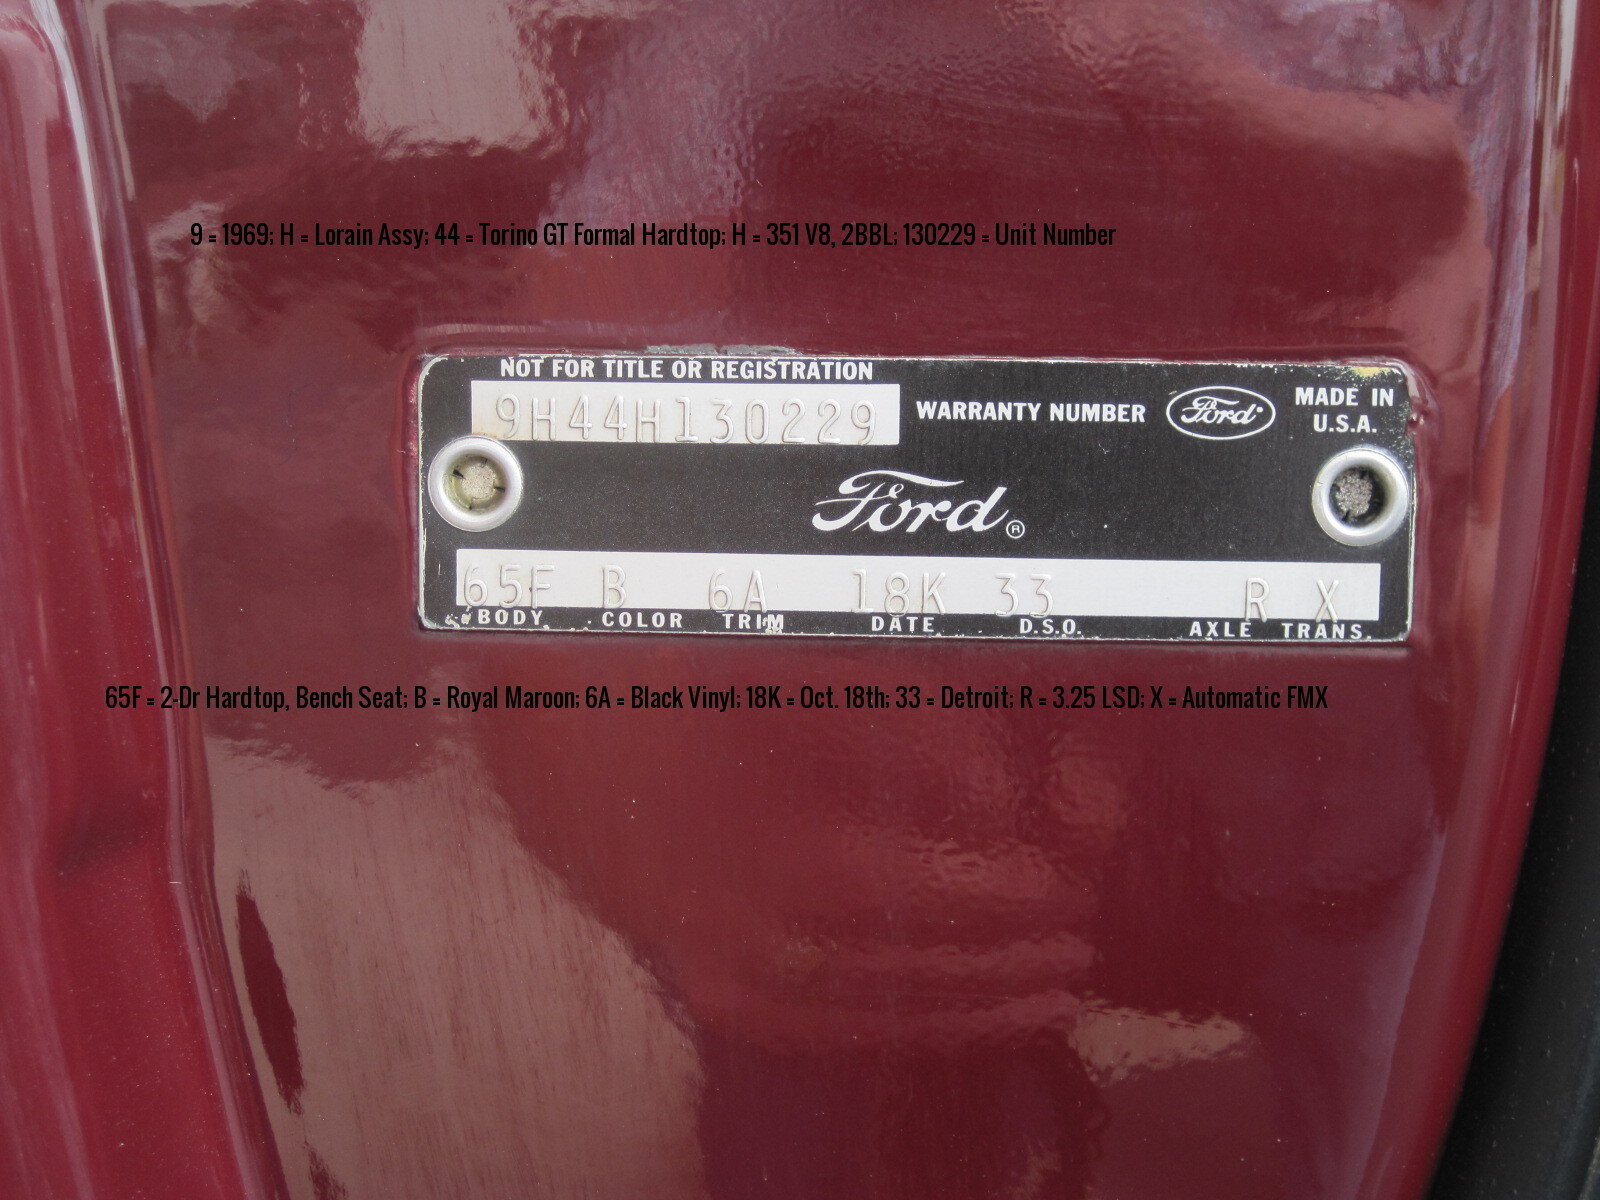 9 = 1969; H = Lorain Assy; 44 = Torino GT Formal Hardtop; H = 351 V8, 2BBL; 130229 = Unit Number
NOT FOR TITLE OR REGISTRATION
9H44H130229
WARRANTY NUMBER
Ford
MADE IN
U.S.A.
Ford®
65F B 6A 18K 33 R X
BODY COLOR TRIM DATE D.S.O. AXLE TRANS.
65F = 2-Dr Hardtop, Bench Seat; B = Royal Maroon; 6A = Black Vinyl; 18K = Oct. 18th; 33 = Detroit; R = 3.25 LSD; X = Automatic FMX